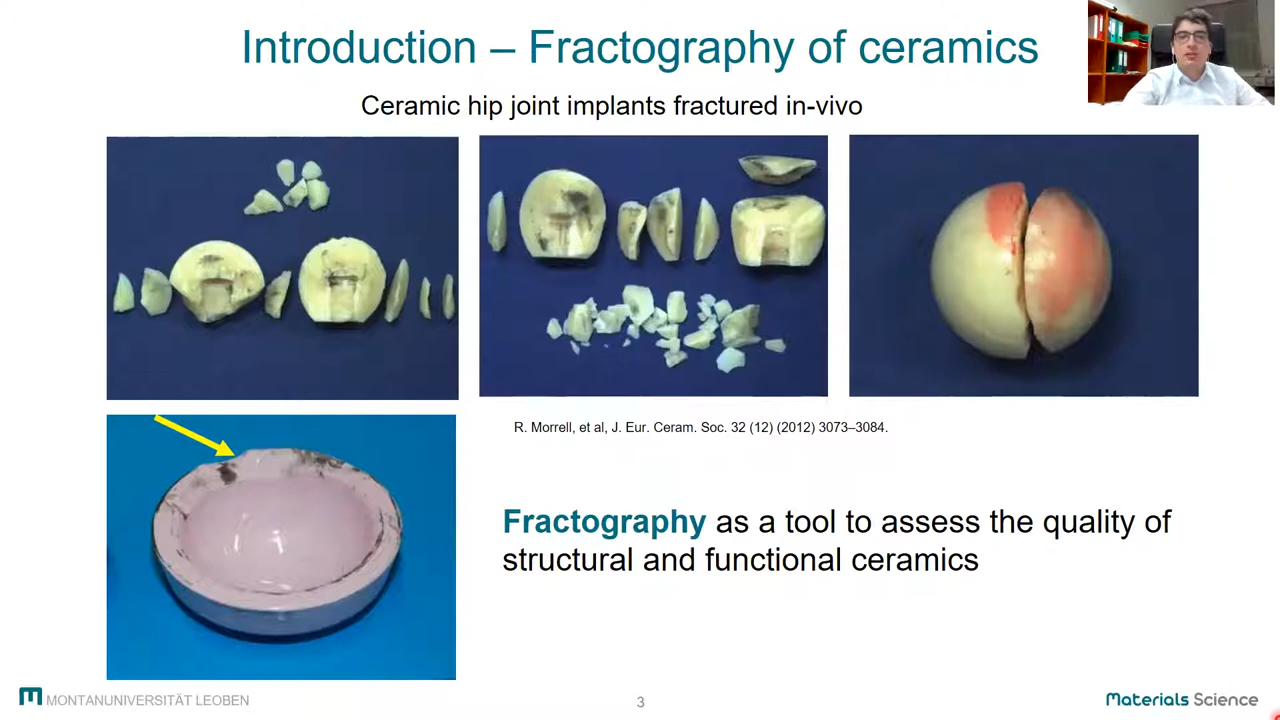 Introduction – Fractography of ceramics
Ceramic hip joint implants fractured in-vivo
R. Morrell, et al, J. Eur. Ceram. Soc. 32 (12) (2012) 3073–3084.
Fractography as a tool to assess the quality of
structural and functional ceramics
MONTANUNIVERSITÄT LEOBEN
3
Materials Science